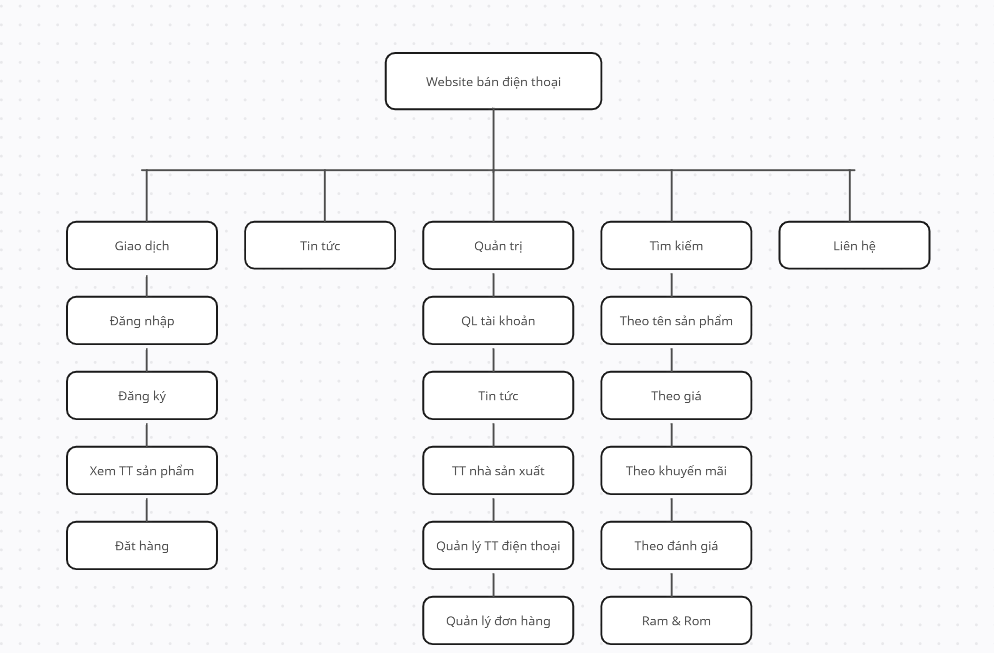 Website bán điện thoại
Giao dịch
Tin tức
Quản trị
Tìm kiếm
Liên hệ
Đăng nhập
QL tài khoản
Theo tên sản phẩm
Đăng ký
Tin tức
Theo giá
Xem TT sản phẩm
TT nhà sản xuất
Theo khuyến mãi
Đăt hàng
Quản lý TT điện thoại
Theo đánh giá
Quản lý đơn hàng
Ram & Rom